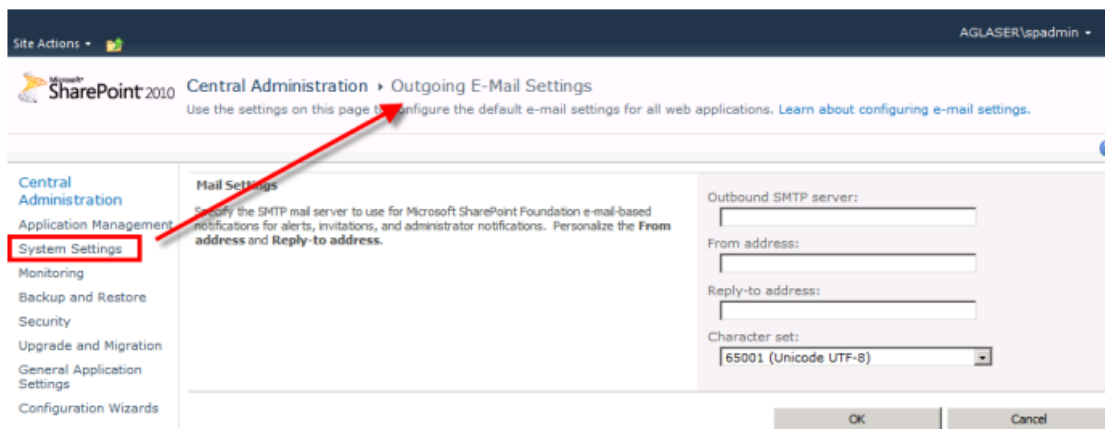 Site Actions
AGLASER\spadmin
Microsoft
SharePoint 2010
Central Administration › Outgoing E-Mail Settings
Use the settings on this page to configure the default e-mail settings for all web applications. Learn about configuring e-mail settings.
Central
Administration
Application Management
System Settings
Monitoring
Backup and Restore
Security
Upgrade and Migration
General Application
Settings
Configuration Wizards
Mail Settings
Specify the SMTP mail server to use for Microsoft SharePoint Foundation e-mail-based
notifications for alerts, invitations, and administrator notifications. Personalize the From
address and Reply-to address.
Outbound SMTP server:
From address:
Reply-to address:
Character set:
65001 (Unicode UTF-8)
OK
Cancel